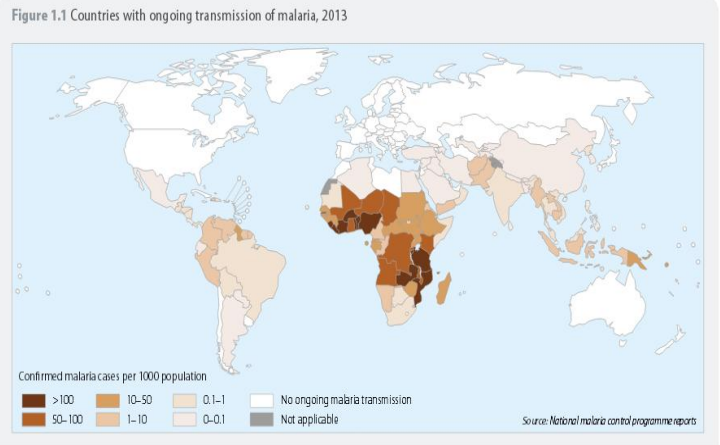 Figure 1.1 Countries with ongoing transmission of malaria, 2013
Confirmed malaria cases per 1000 population
>100 10–50 0.1–1 No ongoing malaria transmission
50–100 1–10 0–0.1 Not applicable
Source: National malaria control programme reports